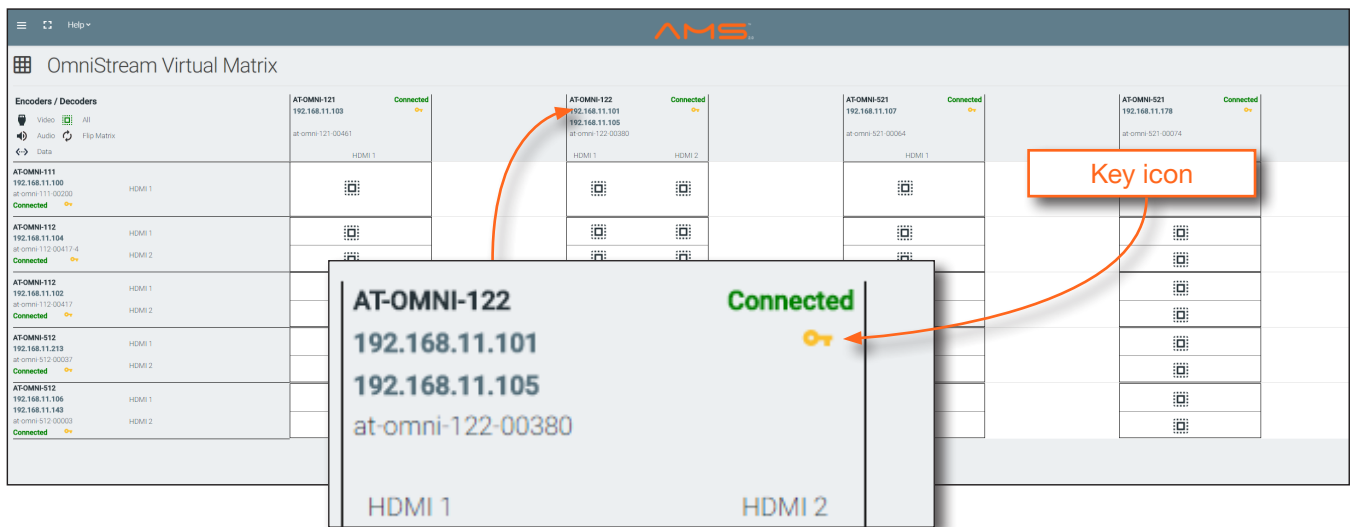 Help
AMS
OmniStream Virtual Matrix
Encoders / Decoders
Video All
Audio Flip Matrix
Data
AT-OMNI-121 Connected
192.168.11.103
at-omni-121-00461
HDMI 1
AT-OMNI-122 Connected
192.168.11.101
192.168.11.105
at-omni-122-00380
HDMI 1 HDMI 2
AT-OMNI-521 Connected
192.168.11.107
at-omni-521-00064
HDMI 1
AT-OMNI-521 Connected
192.168.11.178
at-omni-521-00074
Key icon
AT-OMNI-111
192.168.11.100
HDMI 1
at-omni-111-00200
Connected
AT-OMNI-112
192.168.11.104
HDMI 1
at-omni-112-00417-4
HDMI 2
Connected
AT-OMNI-112
192.168.11.102
HDMI 1
at-omni-112-00417
HDMI 2
Connected
AT-OMNI-512
192.168.11.213
HDMI 1
at-omni-512-00037
HDMI 2
Connected
AT-OMNI-512
192.168.11.106
HDMI 1
192.168.11.143
at-omni-512-00003
HDMI 2
Connected
AT-OMNI-122 Connected
192.168.11.101
192.168.11.105
at-omni-122-00380
HDMI 1 HDMI 2